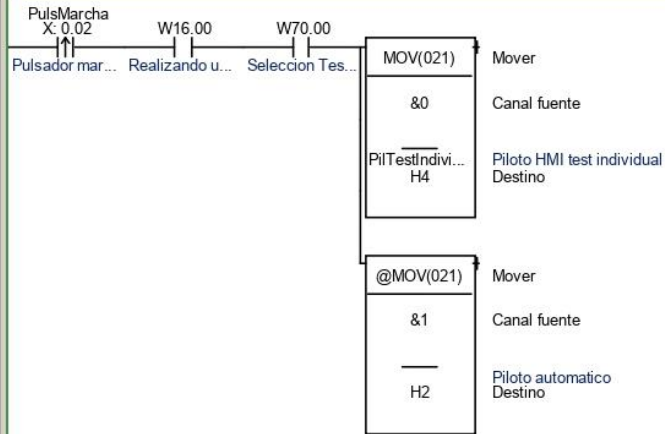 PulsMarcha
X: 0.02 W16.00 W70.00
Pulsador mar... Realizando u... Seleccion Tes...
MOV(021) Mover
&0 Canal fuente
PilTestIndivi... Piloto HMI test individual
H4 Destino
@MOV(021) Mover
&1 Canal fuente
Piloto automatico
H2 Destino